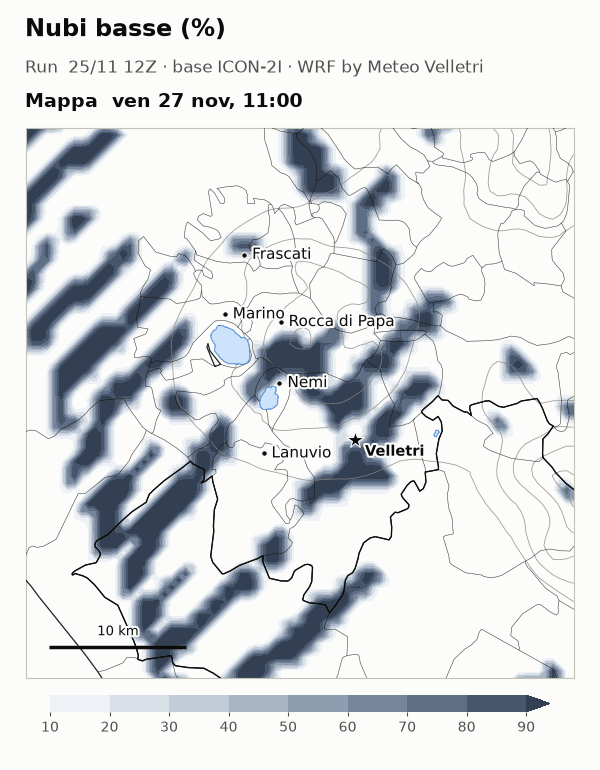 Nubi basse (%)
Run  25/11 12Z · base ICON-2I · WRF by Meteo Velletri
Mappa  ven 27 nov, 11:00
Frascati
Marino
Rocca di Papa
Nemi
Velletri
Lanuvio
10 km
10 20 30 40 50 60 70 80 90